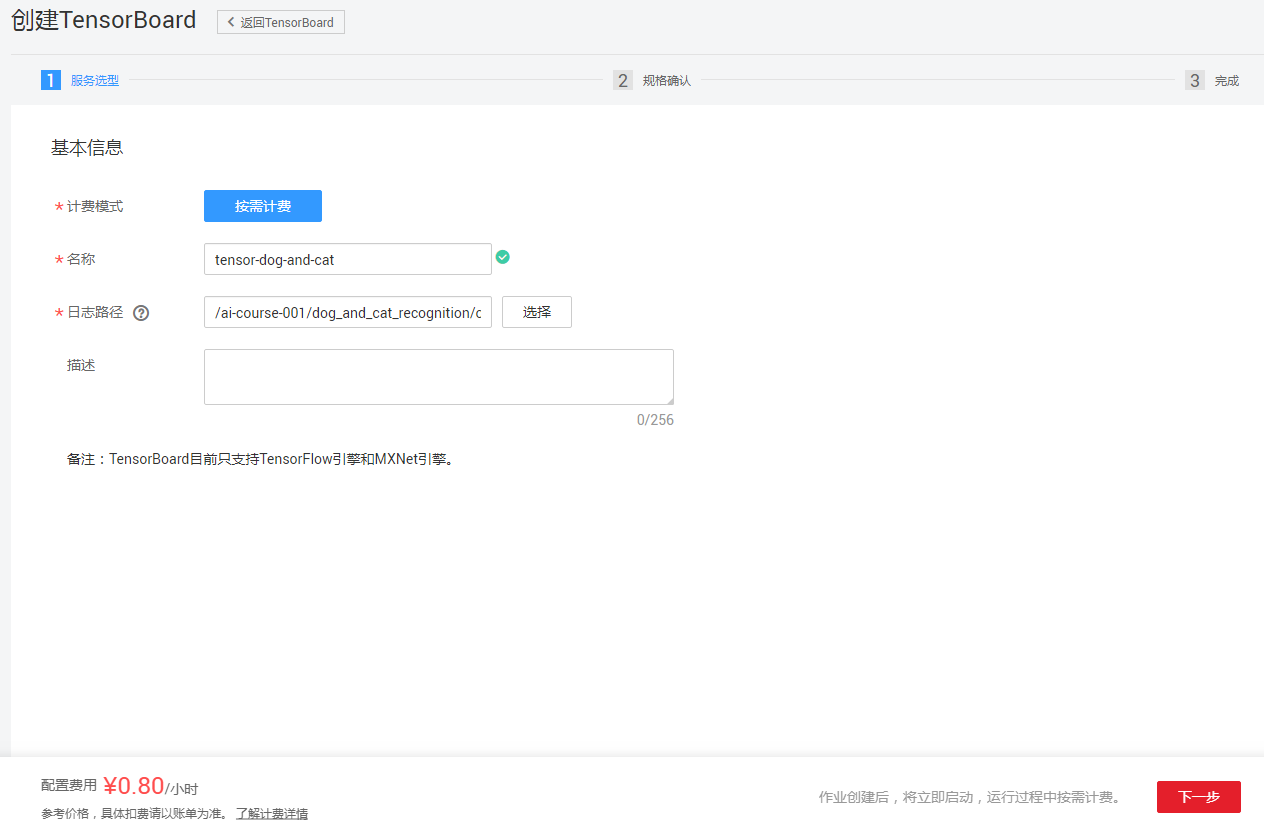 创建TensorBoard
返回TensorBoard
1 服务选型
2 规格确认
3 完成
基本信息
*计费模式 按需计费
*名称 tensor-dog-and-cat
*日志路径 ? /ai-course-001/dog_and_cat_recognition/c 选择
描述
0/256
备注：TensorBoard目前只支持TensorFlow引擎和MXNet引擎。
配置费用 ¥0.80/小时
参考价格，具体扣费请以账单为准。 了解计费详情
作业创建后，将立即启动，运行过程中按需计费。
下一步